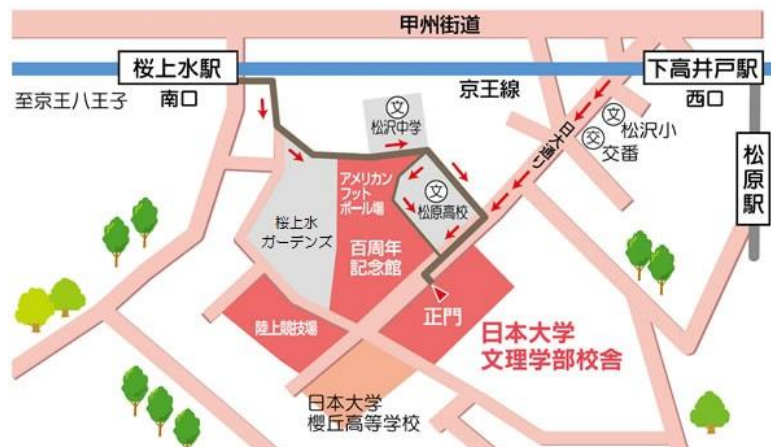 甲州街道
桜上水駅
下高井戸駅
南口
京王線
西口
至京王八王子
文
松沢中学
文
松沢小
交
交番
日大通り
松原駅
アメリカン
フット
ボール場
文
松原高校
桜上水
ガーデンズ
百周年
記念館
正門
陸上競技場
日本大学
文理学部校舎
日本大学
櫻丘高等学校